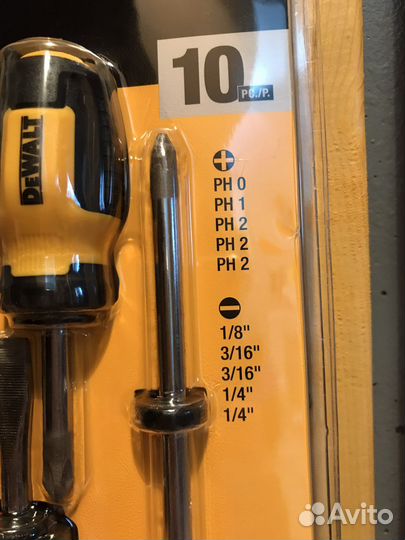 10
PC./P.
DEWALT
PH 0
PH 1
PH 2
PH 2
PH 2
1/8"
3/16"
3/16"
1/4"
1/4"
Avito